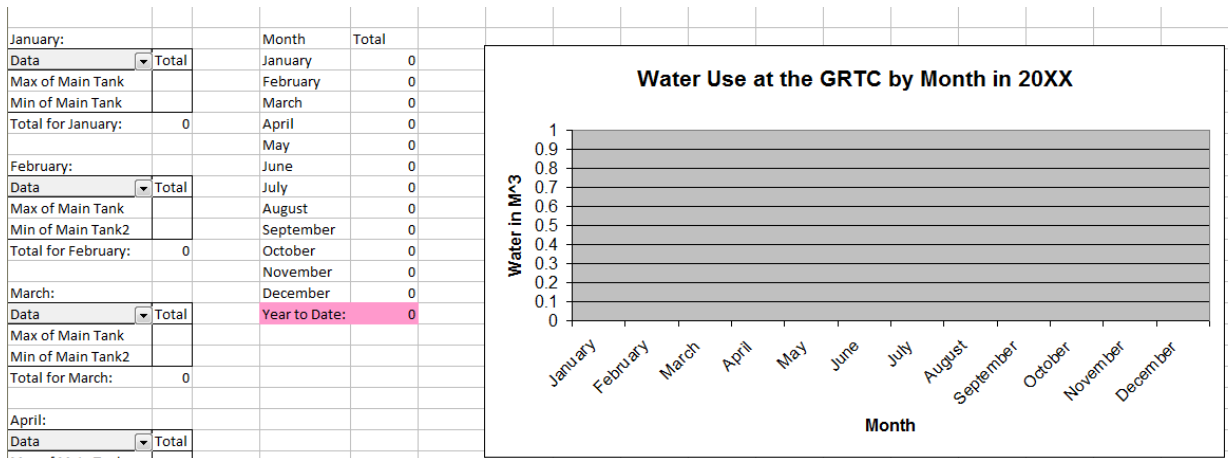 January:
Data Total
Max of Main Tank
Min of Main Tank
Total for January: 0
February:
Data Total
Max of Main Tank
Min of Main Tank2
Total for February: 0
March:
Data Total
Max of Main Tank
Min of Main Tank2
Total for March: 0
April:
Data Total
Month Total
January 0
February 0
March 0
April 0
May 0
June 0
July 0
August 0
September 0
October 0
November 0
December 0
Year to Date: 0
Water Use at the GRTC by Month in 20XX
Water in M^3
1
0.9
0.8
0.7
0.6
0.5
0.4
0.3
0.2
0.1
0
January
February
March
April
May
June
July
August
September
October
November
December
Month